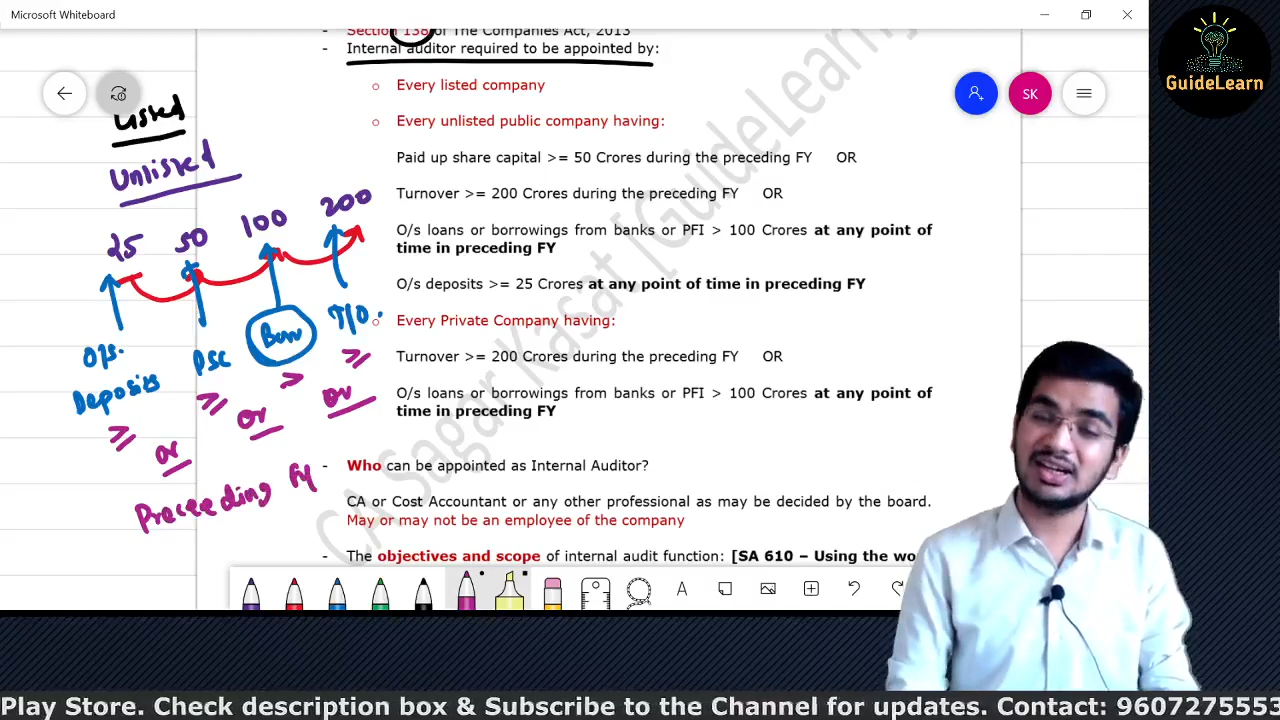 Microsoft Whiteboard
- Section 138 of The Companies Act, 2013
- Internal auditor required to be appointed by:
o Every listed company
o Every unlisted public company having:
Paid up share capital >= 50 Crores during the preceding FY OR
Turnover >= 200 Crores during the preceding FY OR
O/s loans or borrowings from banks or PFI > 100 Crores at any point of
time in preceding FY
O/s deposits >= 25 Crores at any point of time in preceding FY
o Every Private Company having:
Turnover >= 200 Crores during the preceding FY OR
O/s loans or borrowings from banks or PFI > 100 Crores at any point of
time in preceding FY
- Who can be appointed as Internal Auditor?
CA or Cost Accountant or any other professional as may be decided by the board.
May or may not be an employee of the company
- The objectives and scope of internal audit function: [SA 610 – Using the wo
Listed
Unlisted
25 50 100 200
O/s. Deposits
PSC
Borr
T/O.
≥ ≥ > ≥
or or or
Preceeding FY
CA Sagar Kasat [GuideLearn
SK
GuideLearn
A
Play Store. Check description box & Subscribe to the Channel for updates. Contact: 9607275553